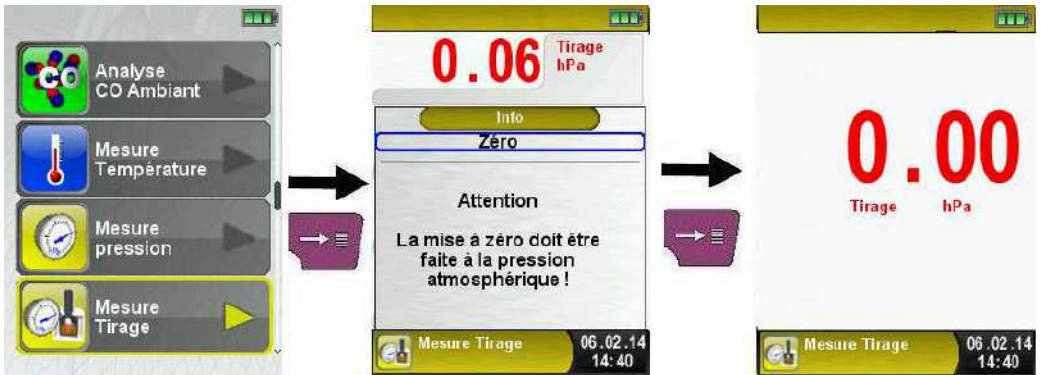 CO
Analyse
CO Ambiant
Mesure
Température
Mesure
pression
Mesure
Tirage
0.06
Tirage
hPa
Info
Zéro
Attention
La mise à zéro doit être
faite à la pression
atmosphérique !
Mesure Tirage
06.02.14
14:40
0.00
Tirage hPa
Mesure Tirage
06.02.14
14:40